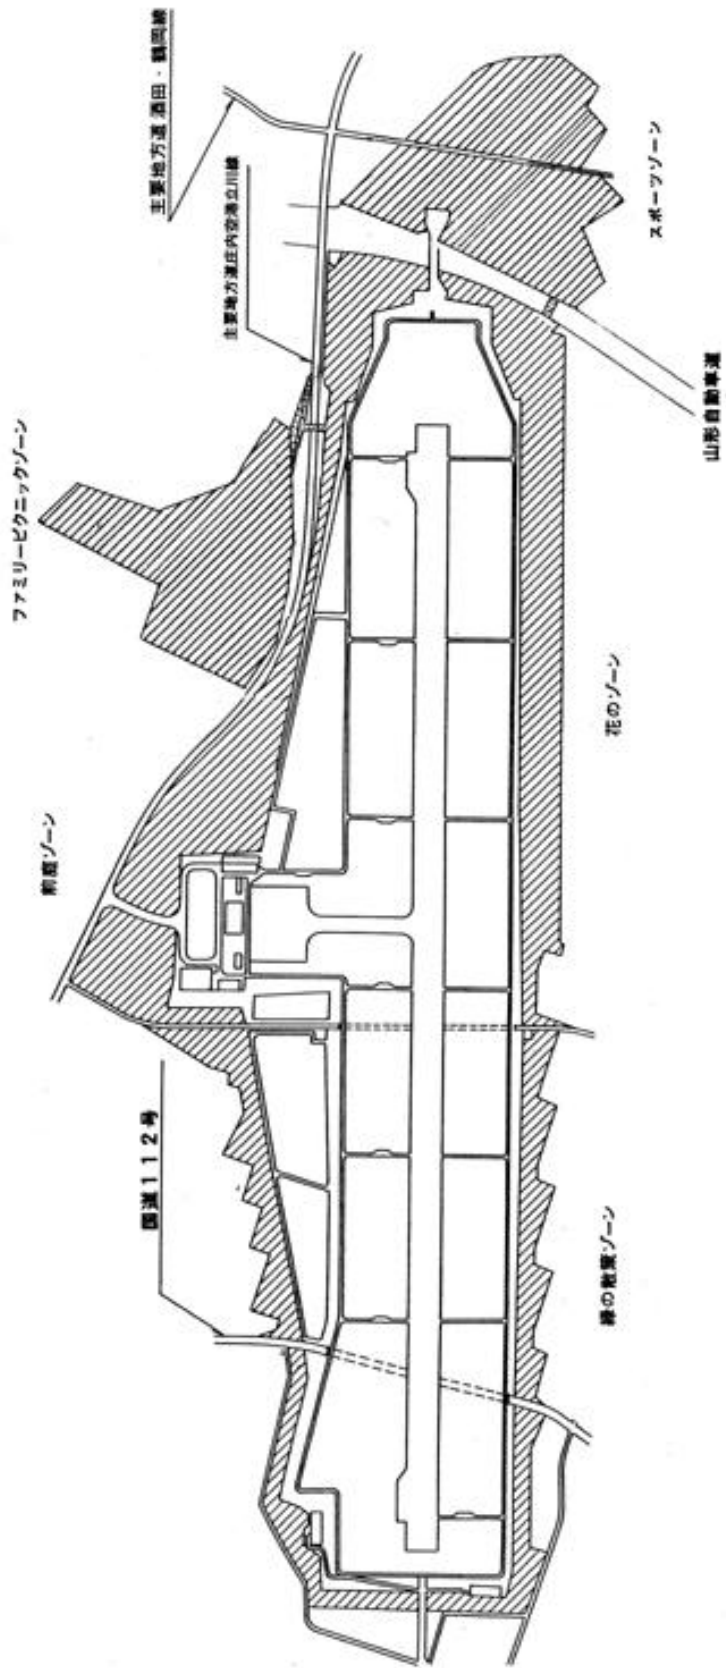 主要地方道 酒田・鶴岡線
主要地方道庄内空港立川線
スポーツゾーン
山形自動車道
ファミリーピクニックゾーン
花のゾーン
前庭ゾーン
国道112号
緑の散策ゾーン